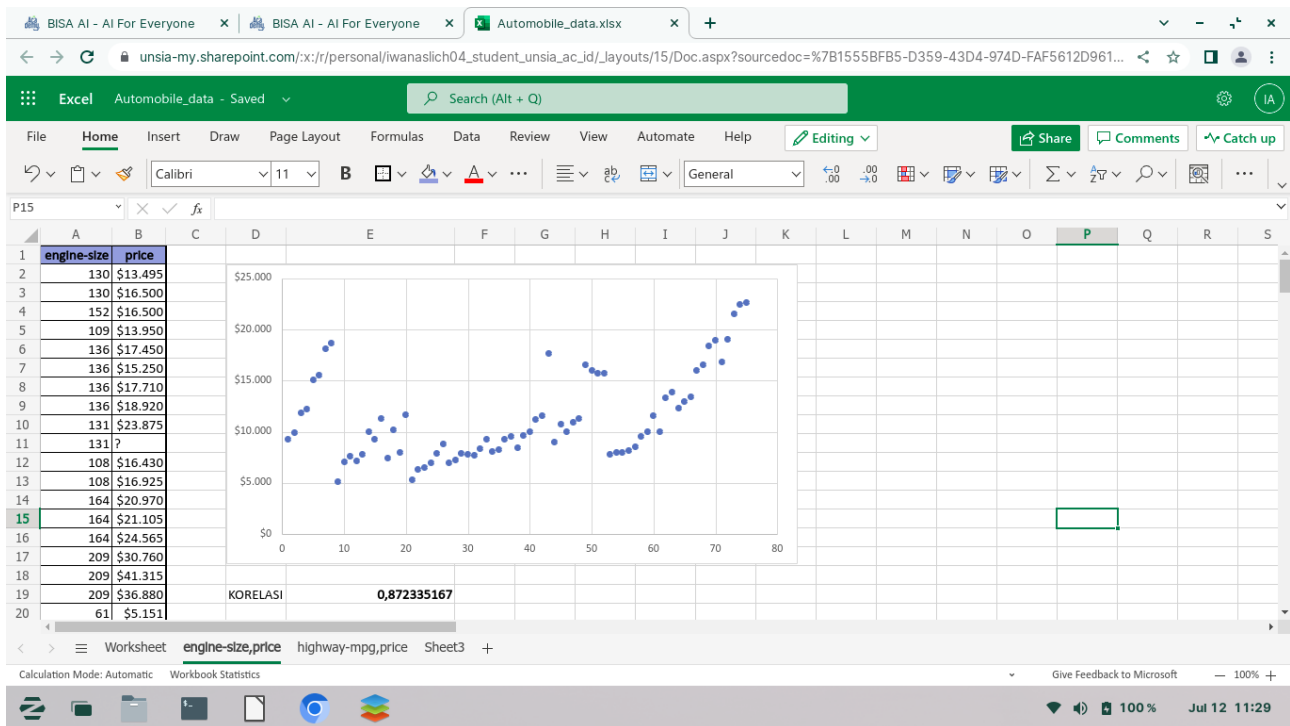 BISA AI - AI For Everyone
BISA AI - AI For Everyone
Automobile_data.xlsx
unsia-my.sharepoint.com/:x:/r/personal/iwanaslich04_student_unsia_ac_id/_layouts/15/Doc.aspx?sourcedoc=%7B1555BFB5-D359-43D4-974D-FAF5612D961...
Excel Automobile_data - Saved
Search (Alt + Q)
IA
File Home Insert Draw Page Layout Formulas Data Review View Automate Help Editing Share Comments Catch up
Calibri 11 B A General
P15 fx
A B C D E F G H I J K L M N O P Q R S
1 engine-size price
2 130 $13.495
3 130 $16.500
4 152 $16.500
5 109 $13.950
6 136 $17.450
7 136 $15.250
8 136 $17.710
9 136 $18.920
10 131 $23.875
11 131 ?
12 108 $16.430
13 108 $16.925
14 164 $20.970
15 164 $21.105
16 164 $24.565
17 209 $30.760
18 209 $41.315
19 209 $36.880 KORELASI 0,872335167
20 61 $5.151
$25.000
$20.000
$15.000
$10.000
$5.000
$0
0 10 20 30 40 50 60 70 80
Worksheet engine-size,price highway-mpg,price Sheet3
Calculation Mode: Automatic Workbook Statistics Give Feedback to Microsoft 100%
100 % Jul 12 11:29